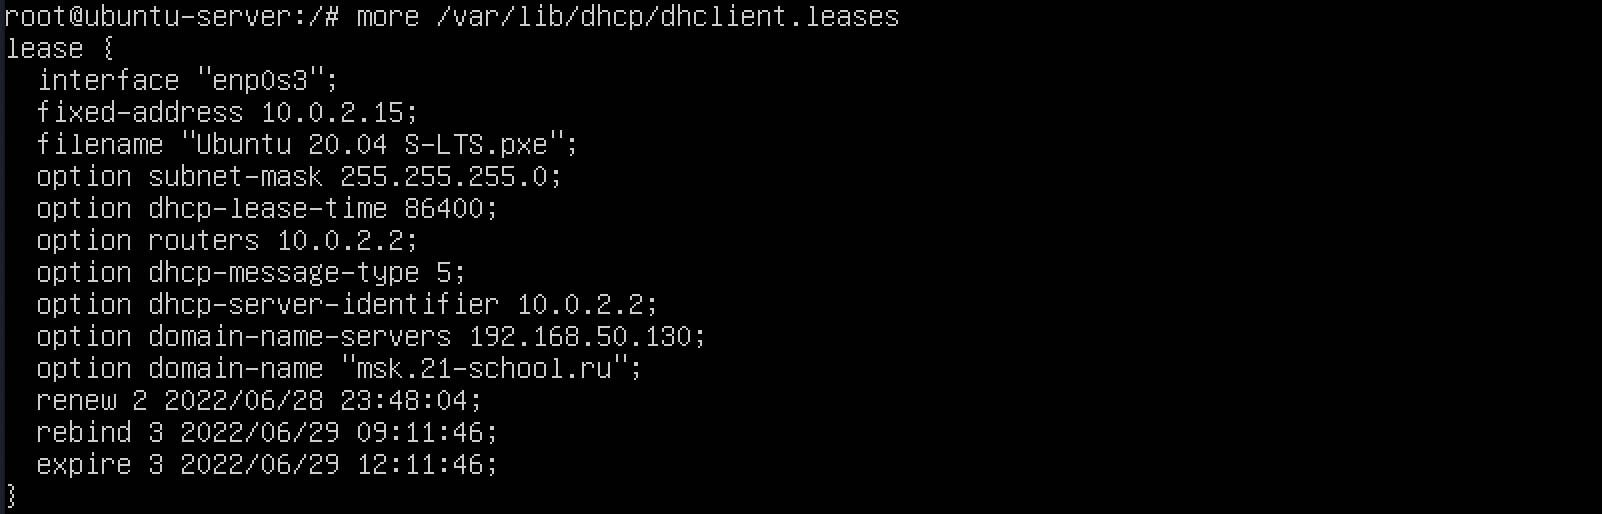 root@ubuntu-server:/# more /var/lib/dhcp/dhclient.leases
lease {
  interface "enp0s3";
  fixed-address 10.0.2.15;
  filename "Ubuntu 20.04 S-LTS.pxe";
  option subnet-mask 255.255.255.0;
  option dhcp-lease-time 86400;
  option routers 10.0.2.2;
  option dhcp-message-type 5;
  option dhcp-server-identifier 10.0.2.2;
  option domain-name-servers 192.168.50.130;
  option domain-name "msk.21-school.ru";
  renew 2 2022/06/28 23:48:04;
  rebind 3 2022/06/29 09:11:46;
  expire 3 2022/06/29 12:11:46;
}